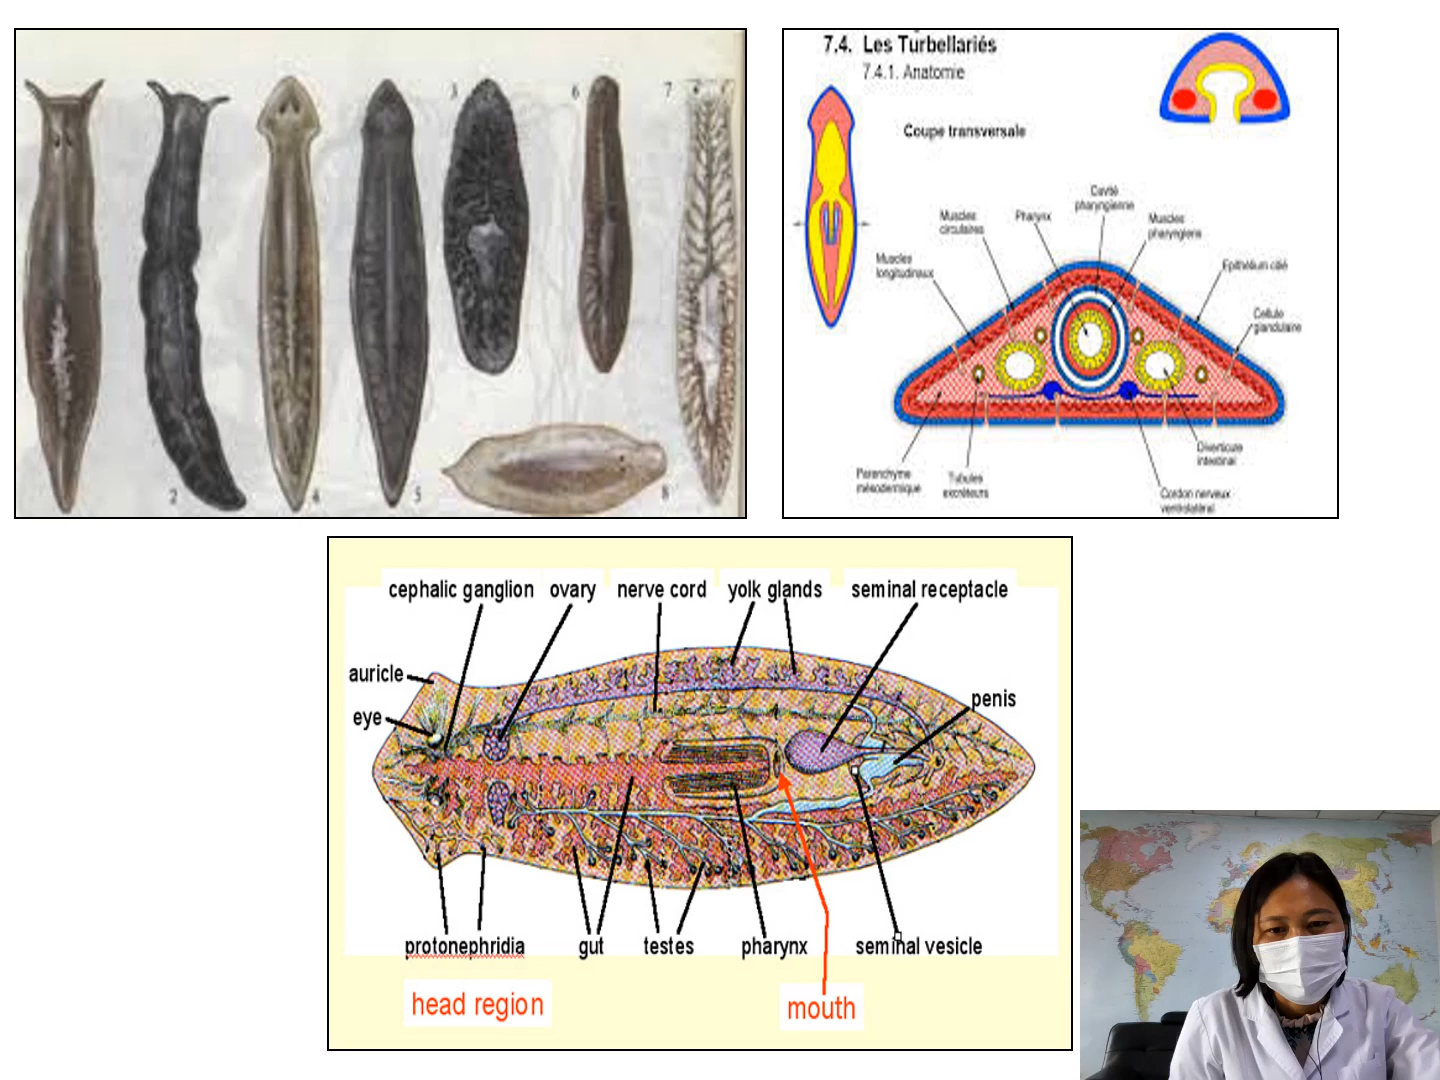 3
6
7
2
4
5
8
7.4. Les Turbellariés
7.4.1. Anatomie
Coupe transversale
Cavité
pharyngienne
Muscles
circulaires
Pharynx
Muscles
pharyngiens
Muscles
longitudinaux
Epithélium cilié
Cellule
glandulaire
Parenchyme
mésodermique
Tubules
excréteurs
Diverticule
intestinal
Cordon nerveux
ventrolatéral
cephalic ganglion
ovary
nerve cord
yolk glands
seminal receptacle
auricle
eye
penis
protonephridia
gut
testes
pharynx
seminal vesicle
head region
mouth